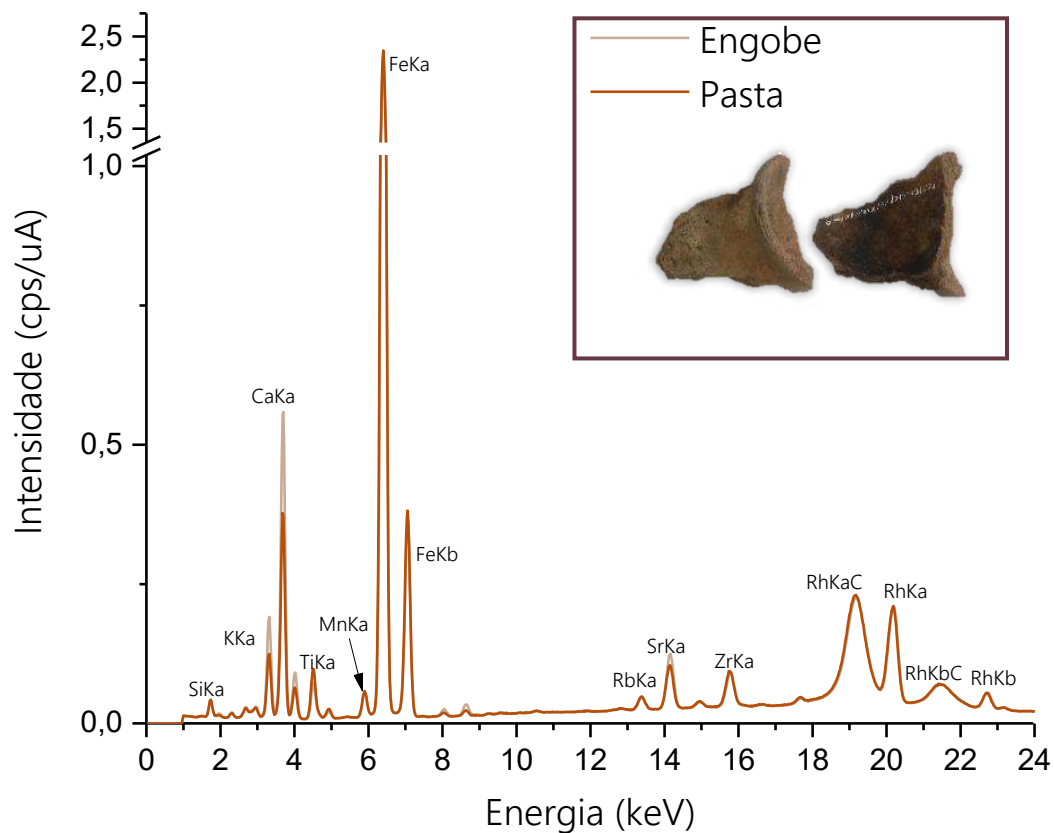 Engobe
Pasta
2,5
2,0
1,5
1,0
0,5
0,0
Intensidade (cps/uA)
FeKa
CaKa
FeKb
KKa
MnKa
TiKa
SiKa
RbKa
SrKa
ZrKa
RhKaC
RhKa
RhKbC
RhKb
0 2 4 6 8 10 12 14 16 18 20 22 24
Energia (keV)